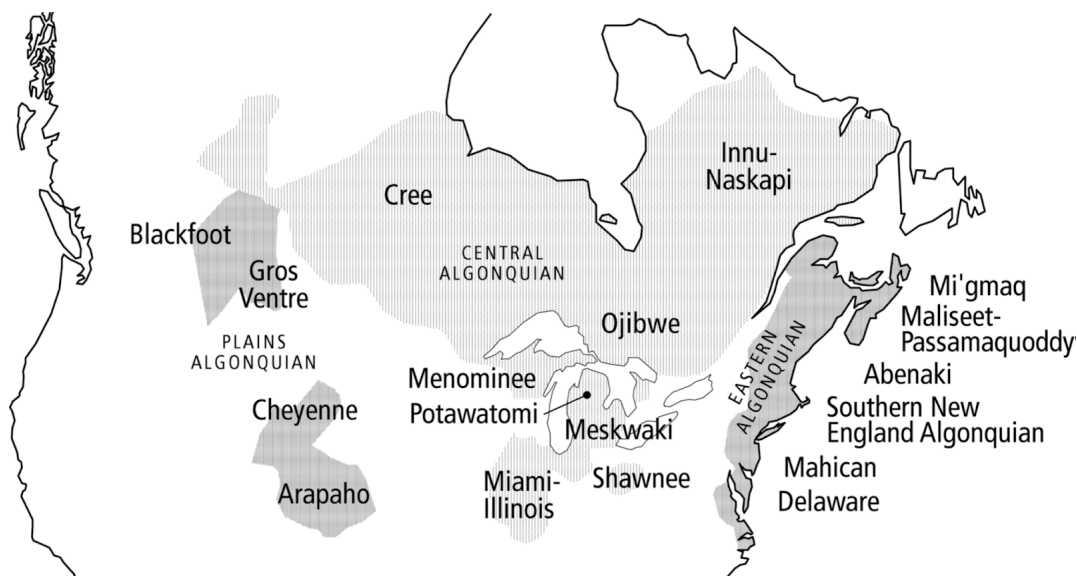 Innu-
Naskapi
Cree
Blackfoot
CENTRAL
ALGONQUIAN
Gros
Ventre
Mi'gmaq
Maliseet-
Passamaquoddy
Ojibwe
PLAINS
ALGONQUIAN
EASTERN
ALGONQUIAN
Menominee
Potawatomi
Abenaki
Cheyenne
Meskwaki
Southern New
England Algonquian
Miami-
Illinois
Shawnee
Mahican
Delaware
Arapaho